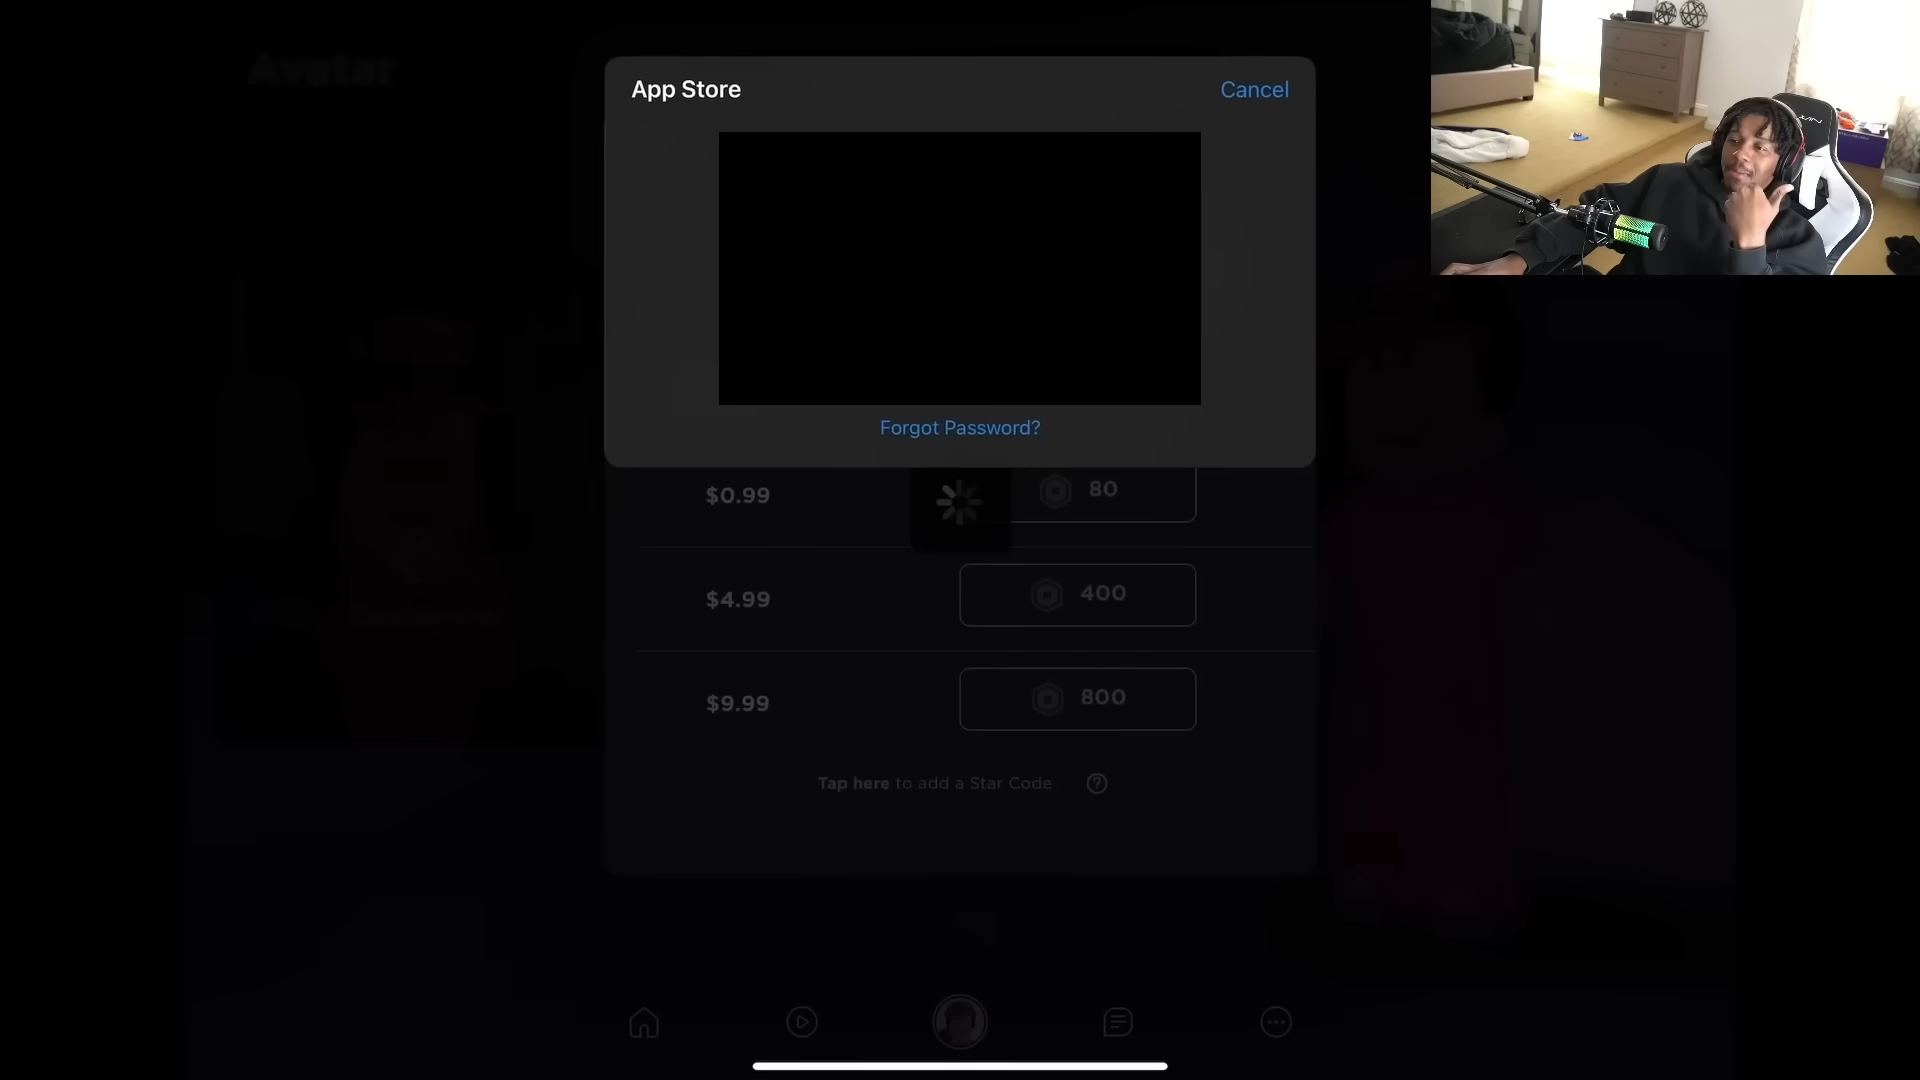 Avatar
App Store
Cancel
Forgot Password?
$0.99
80
$4.99
400
$9.99
800
Tap here to add a Star Code
?